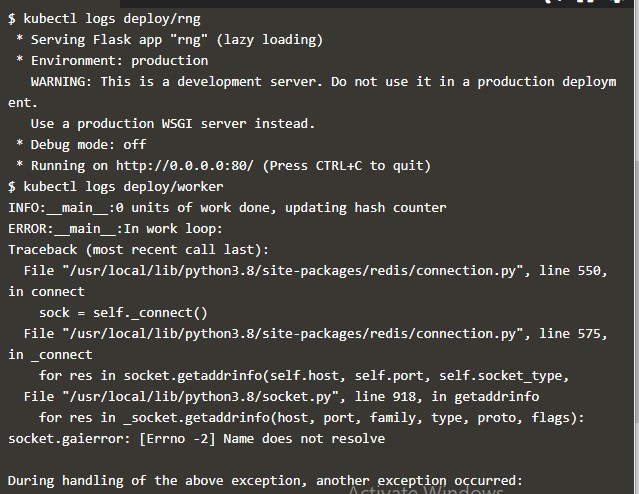 $ kubectl logs deploy/rng
 * Serving Flask app "rng" (lazy loading)
 * Environment: production
   WARNING: This is a development server. Do not use it in a production deploym
ent.
   Use a production WSGI server instead.
 * Debug mode: off
 * Running on http://0.0.0.0:80/ (Press CTRL+C to quit)
$ kubectl logs deploy/worker
INFO:__main__:0 units of work done, updating hash counter
ERROR:__main__:In work loop:
Traceback (most recent call last):
  File "/usr/local/lib/python3.8/site-packages/redis/connection.py", line 550,
in connect
    sock = self._connect()
  File "/usr/local/lib/python3.8/site-packages/redis/connection.py", line 575,
in _connect
    for res in socket.getaddrinfo(self.host, self.port, self.socket_type,
  File "/usr/local/lib/python3.8/socket.py", line 918, in getaddrinfo
    for res in _socket.getaddrinfo(host, port, family, type, proto, flags):
socket.gaierror: [Errno -2] Name does not resolve

During handling of the above exception, another exception occurred:
Activate Windows